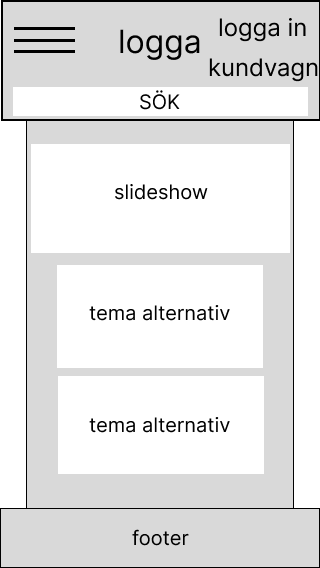 logga
logga in
kundvagn
SÖK
slideshow
tema alternativ
tema alternativ
footer